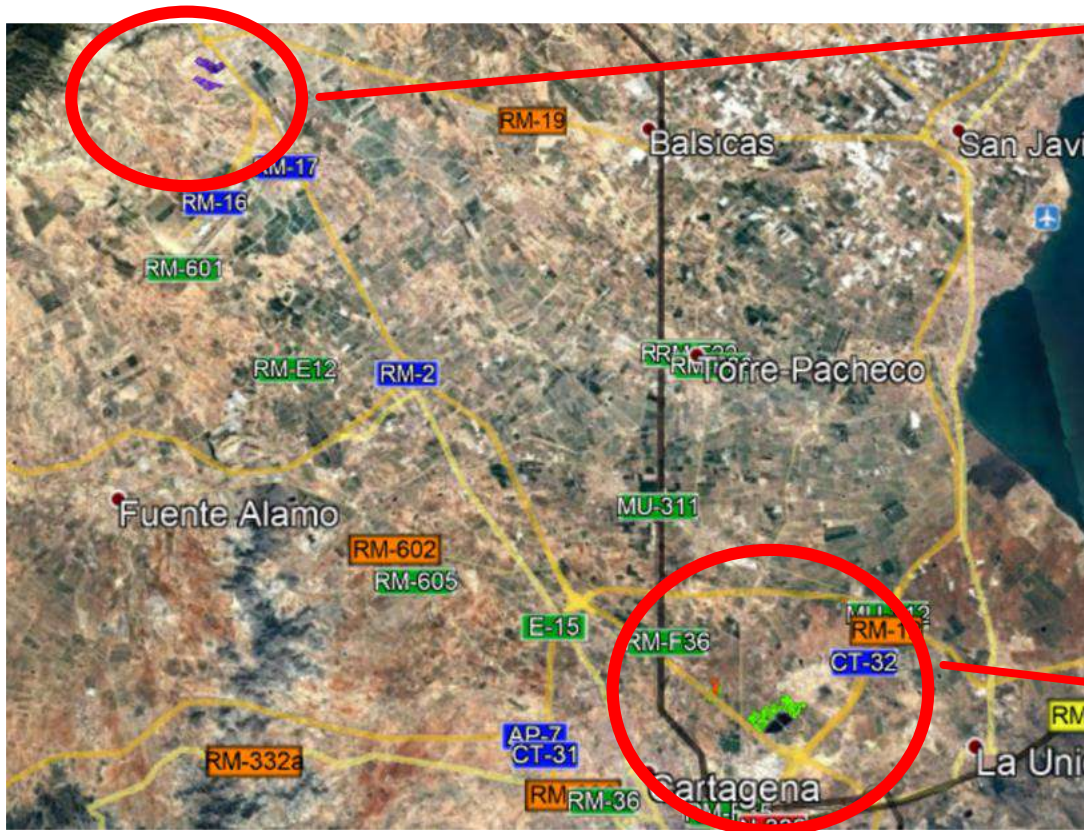 RM-19
Balsicas
San Javi
RM-17
RM-16
RM-601
RM-E12
RM-2
Torre-Pacheco
MU-311
Fuente Alamo
RM-602
RM-605
E-15
RM-F36
CT-32
AP-7
CT-31
RM-332a
RM-36
Cartagena
RM
La Uni